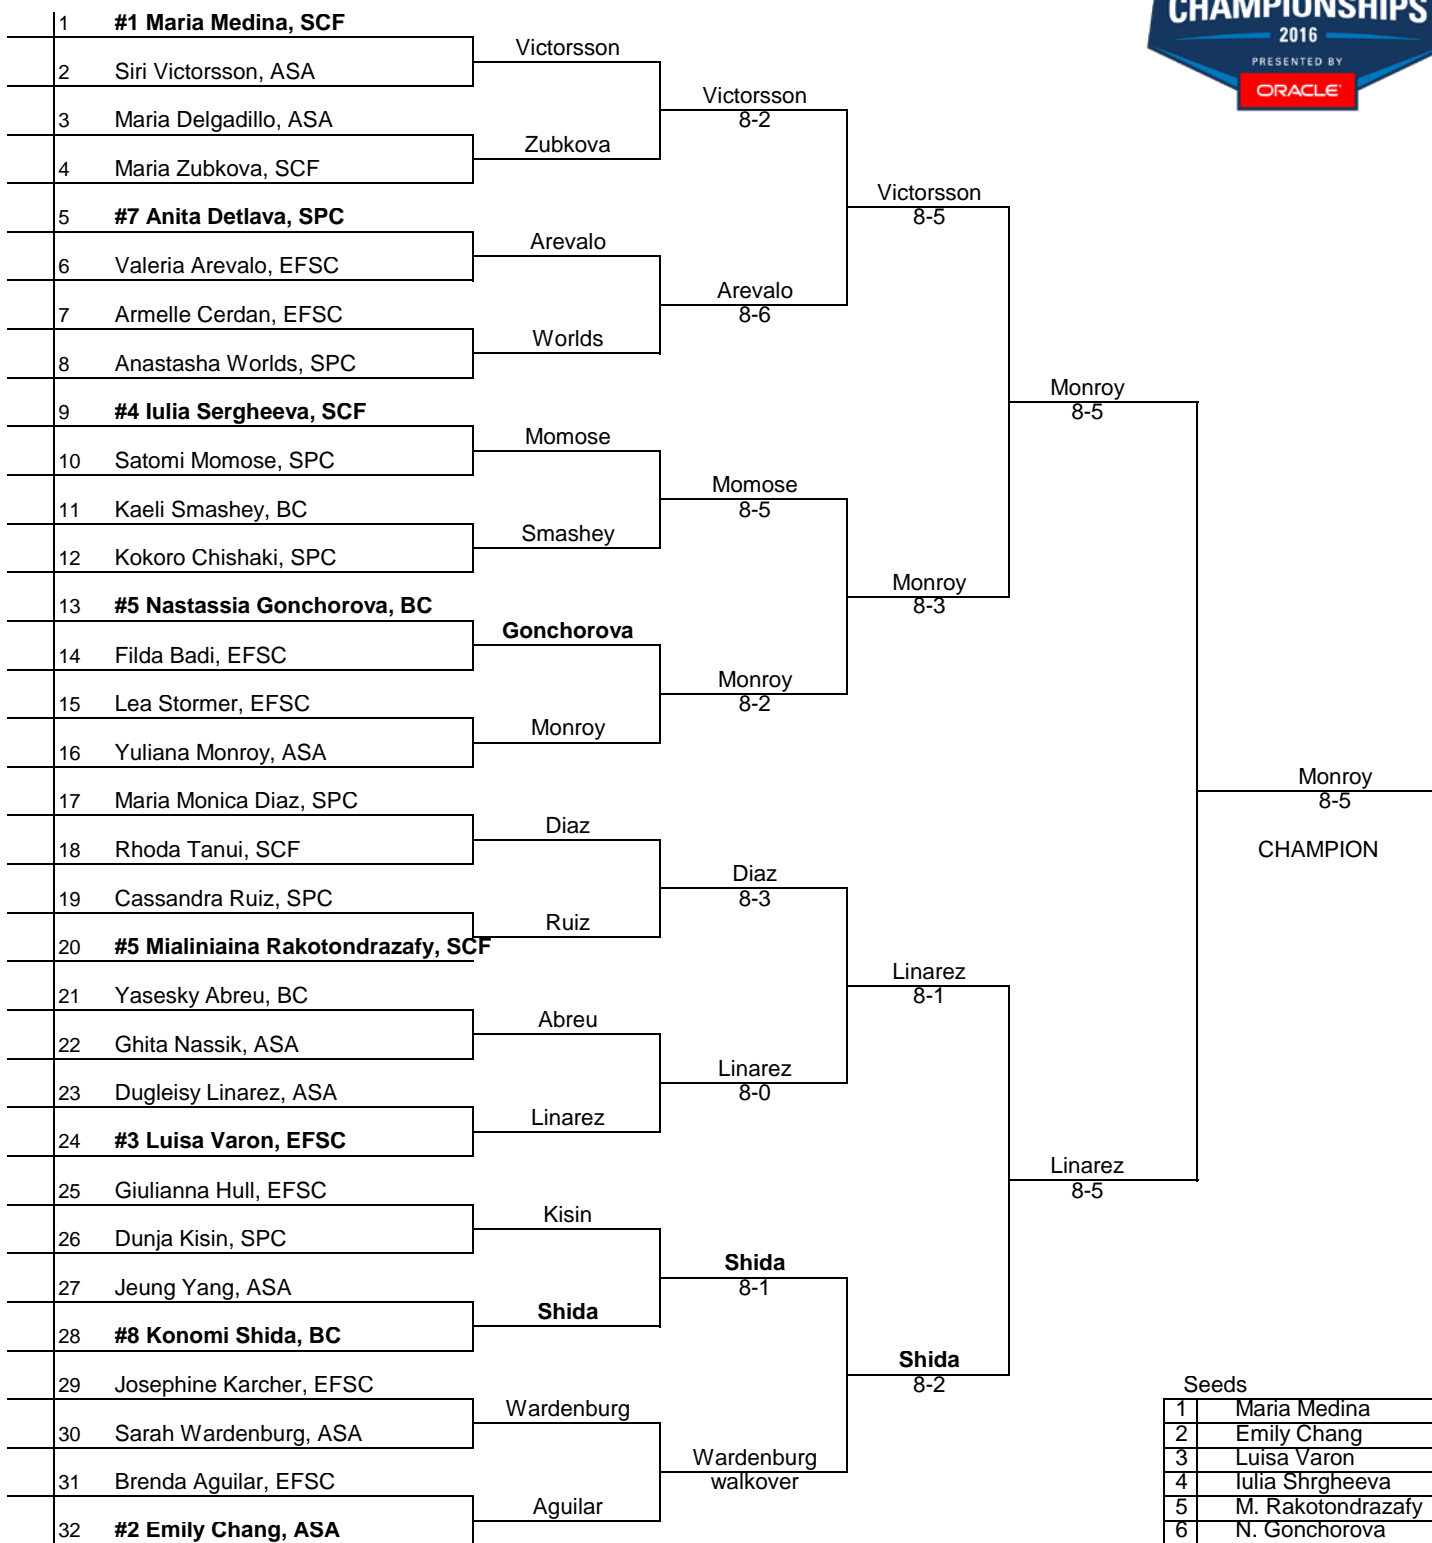 CHAMPIONSHIPS
2016
PRESENTED BY
ORACLE
1 #1 Maria Medina, SCF
Victorsson
2 Siri Victorsson, ASA
Victorsson
8-2
3 Maria Delgadillo, ASA
Zubkova
4 Maria Zubkova, SCF
Victorsson
8-5
5 #7 Anita Detlava, SPC
Arevalo
6 Valeria Arevalo, EFSC
Arevalo
8-6
7 Armelle Cerdan, EFSC
Worlds
8 Anastasha Worlds, SPC
Monroy
8-5
9 #4 Iulia Sergheeva, SCF
Momose
10 Satomi Momose, SPC
Momose
8-5
11 Kaeli Smashey, BC
Smashey
12 Kokoro Chishaki, SPC
Monroy
8-3
13 #5 Nastassia Gonchorova, BC
Gonchorova
14 Filda Badi, EFSC
Monroy
8-2
15 Lea Stormer, EFSC
Monroy
16 Yuliana Monroy, ASA
Monroy
8-5
CHAMPION
17 Maria Monica Diaz, SPC
Diaz
18 Rhoda Tanui, SCF
Diaz
8-3
19 Cassandra Ruiz, SPC
Ruiz
20 #5 Mialiniaina Rakotondrazafy, SCF
Linarez
8-1
21 Yasesky Abreu, BC
Abreu
22 Ghita Nassik, ASA
Linarez
8-0
23 Dugleisy Linarez, ASA
Linarez
24 #3 Luisa Varon, EFSC
Linarez
8-5
25 Giulianna Hull, EFSC
Kisin
26 Dunja Kisin, SPC
Shida
8-1
27 Jeung Yang, ASA
Shida
28 #8 Konomi Shida, BC
Shida
8-2
29 Josephine Karcher, EFSC
Wardenburg
30 Sarah Wardenburg, ASA
Wardenburg
walkover
31 Brenda Aguilar, EFSC
Aguilar
32 #2 Emily Chang, ASA
Seeds
1 Maria Medina
2 Emily Chang
3 Luisa Varon
4 Iulia Shrgheeva
5 M. Rakotondrazafy
6 N. Gonchorova